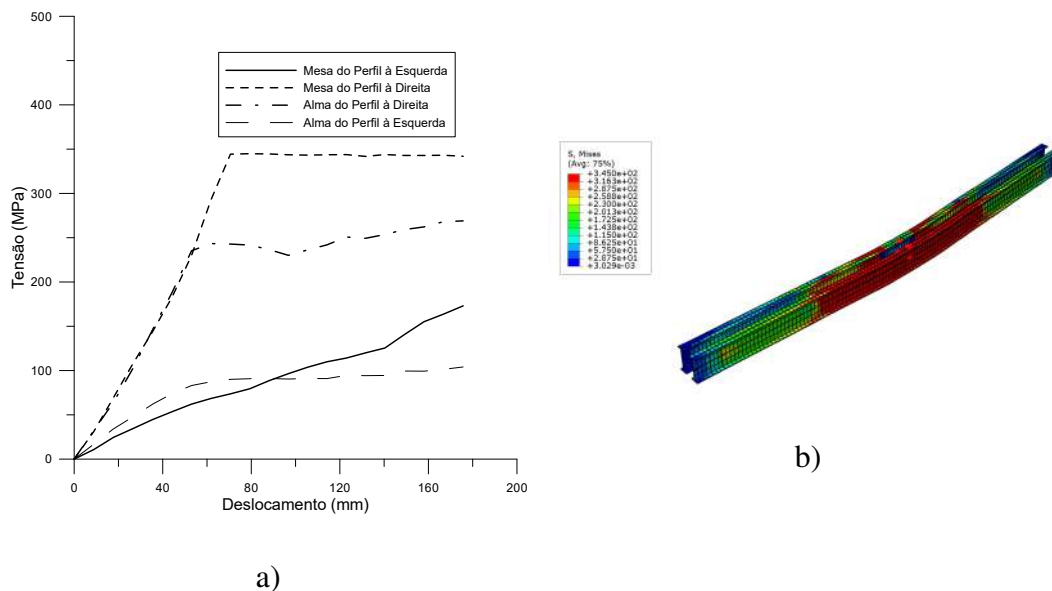 500
400
300
200
100
0
Tensão (MPa)
Mesa do Perfil à Esquerda
Mesa do Perfil à Direita
Alma do Perfil à Direita
Alma do Perfil à Esquerda
0
40
80
120
160
200
Deslocamento (mm)
a)
S, Mises
(Avg: 75%)
+3.450e+02
+3.163e+02
+2.875e+02
+2.588e+02
+2.300e+02
+2.013e+02
+1.725e+02
+1.438e+02
+1.150e+02
+8.625e+01
+5.750e+01
+2.875e+01
+3.029e-03
b)